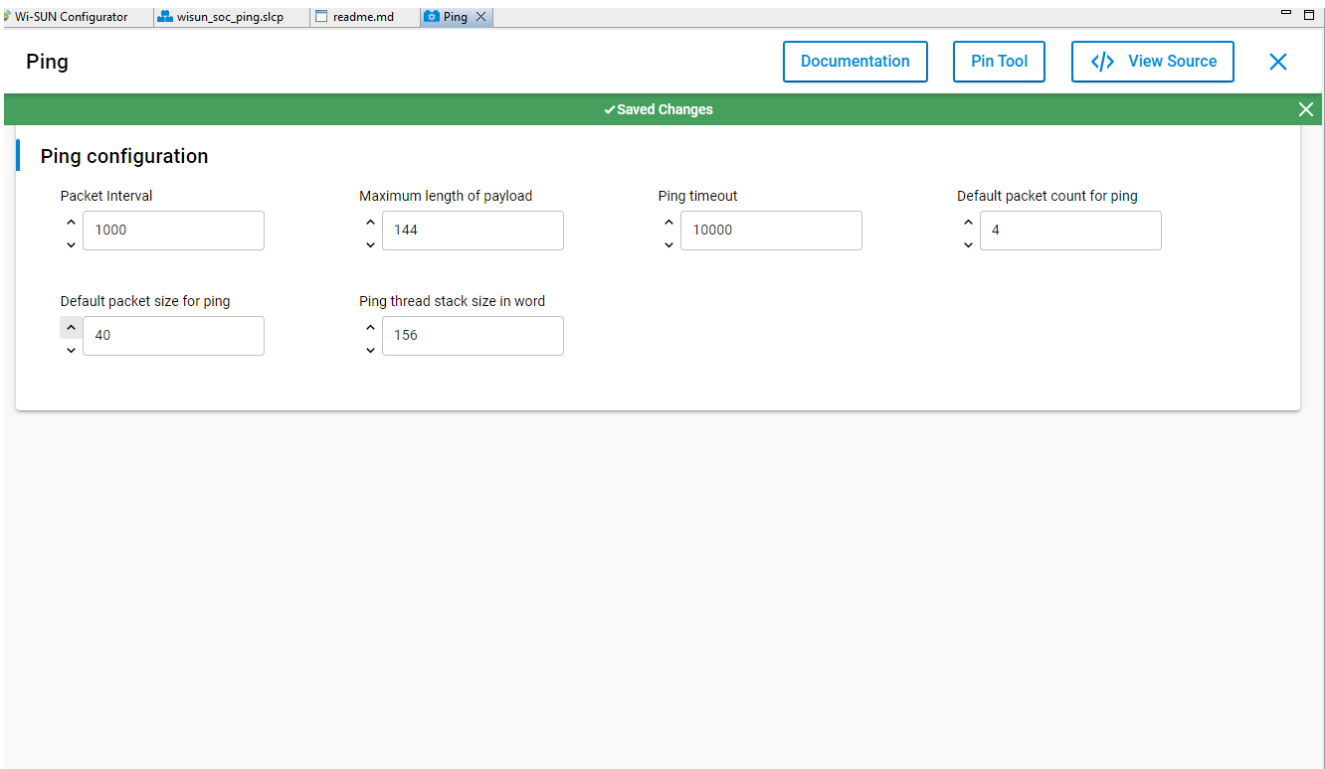 Wi-SUN Configurator wisun_soc_ping.slcp readme.md Ping
Ping Documentation Pin Tool </> View Source
Saved Changes
Ping configuration
Packet Interval Maximum length of payload Ping timeout Default packet count for ping
1000 144 10000 4
Default packet size for ping Ping thread stack size in word
40 156